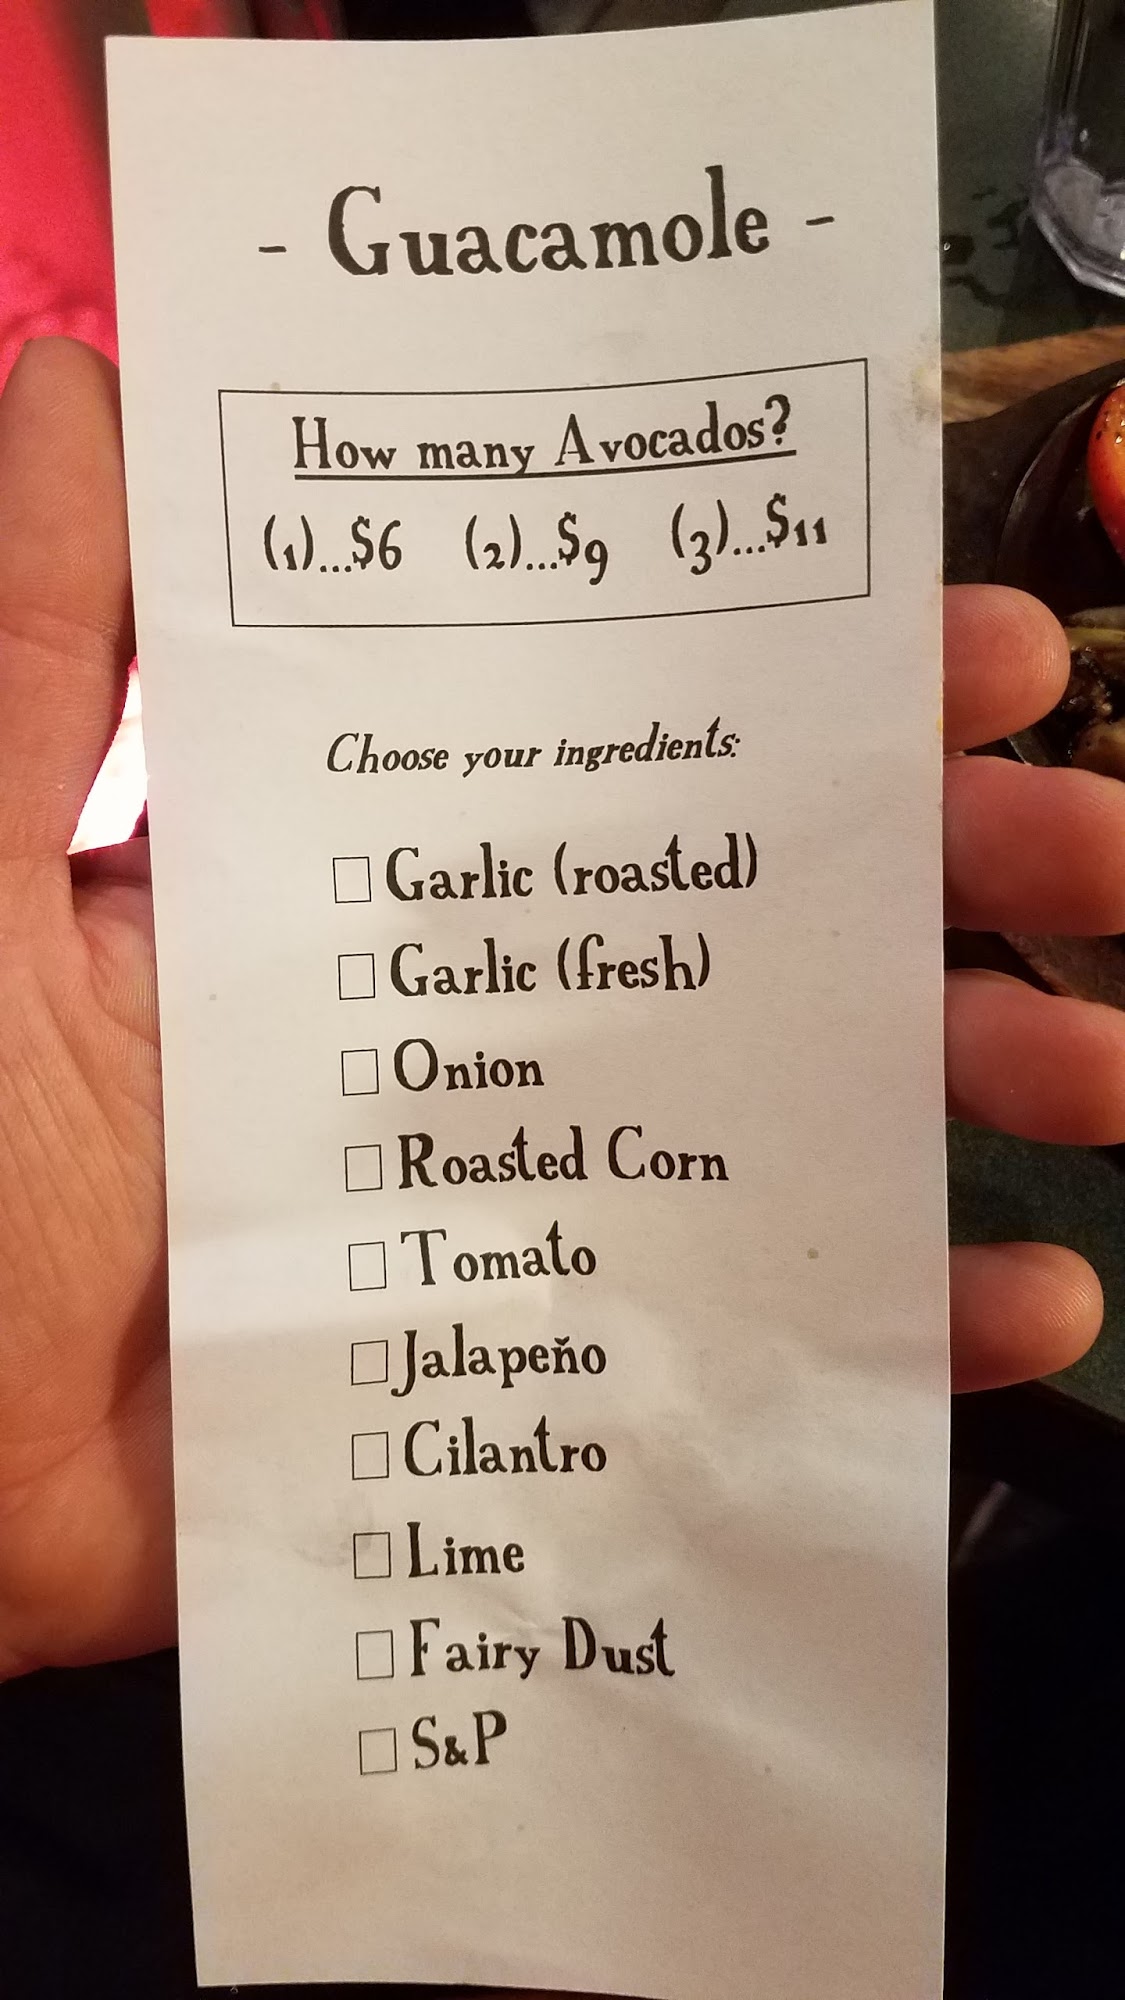 - Guacamole -
How many Avocados?
(1)...$6 (2)...$9 (3)...$11
Choose your ingredients:
□ Garlic (roasted)
□ Garlic (fresh)
□ Onion
□ Roasted Corn
□ Tomato
□ Jalapeňo
□ Cilantro
□ Lime
□ Fairy Dust
□ S&P